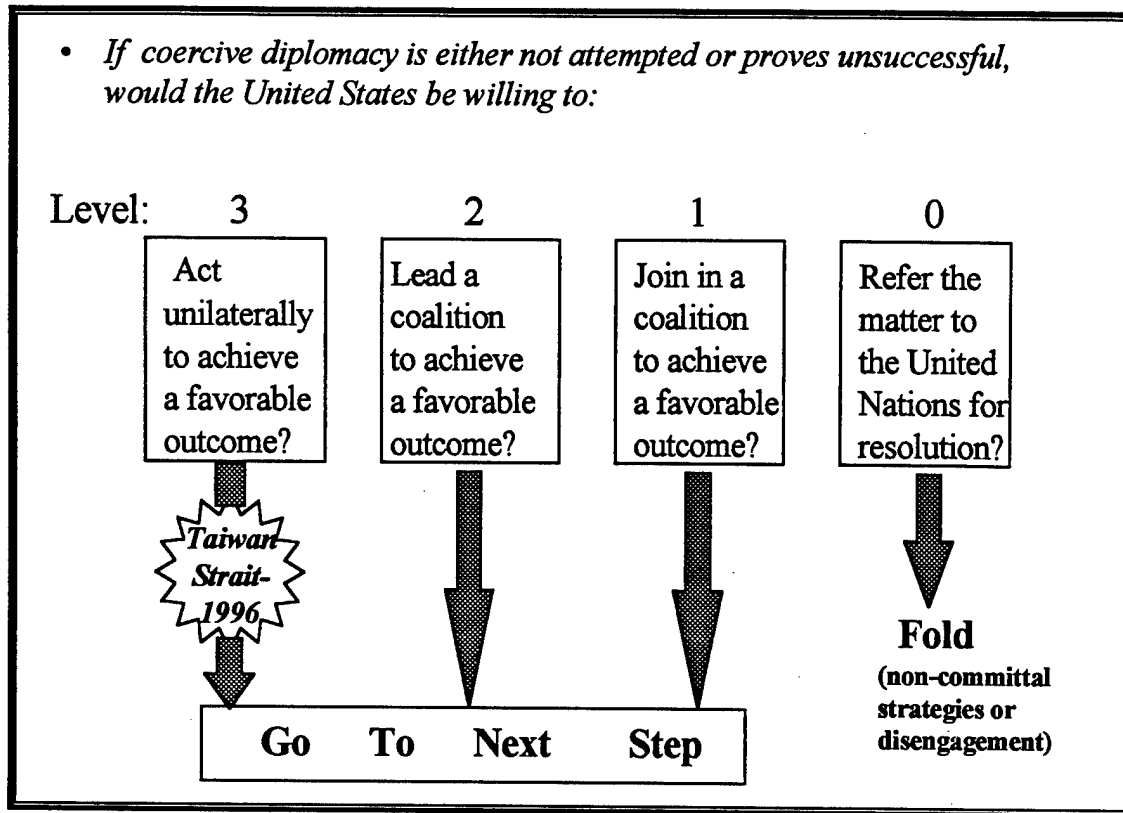 • If coercive diplomacy is either not attempted or proves unsuccessful,
would the United States be willing to:
Level: 3 2 1 0
Act
unilaterally
to achieve
a favorable
outcome?
Lead a
coalition
to achieve
a favorable
outcome?
Join in a
coalition
to achieve
a favorable
outcome?
Refer the
matter to
the United
Nations for
resolution?
Taiwan
Strait-
1996
Fold
(non-committal
strategies or
disengagement)
Go To Next Step